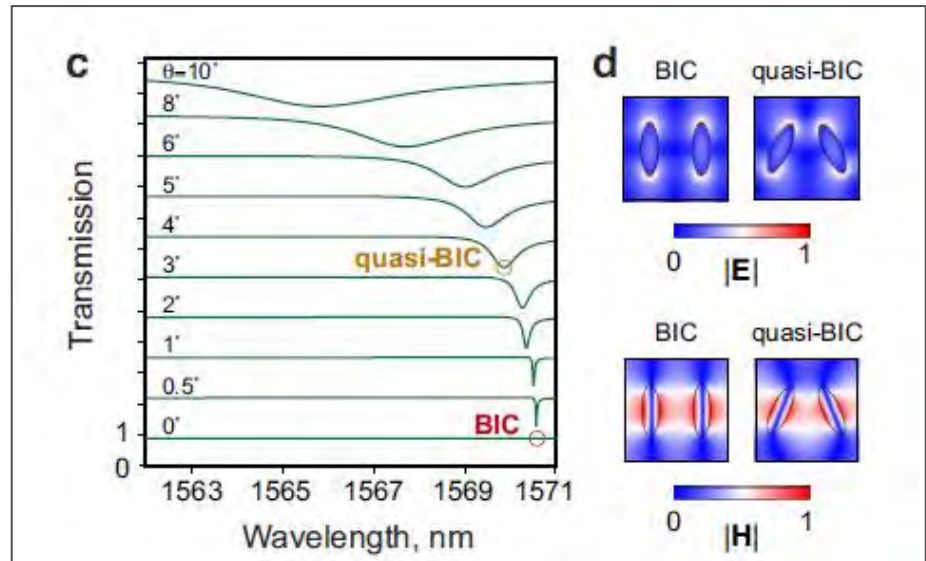 c
θ=10°
8°
6°
5°
4°
quasi-BIC
3°
2°
1°
0.5°
BIC
0°
1
0
1563 1565 1567 1569 1571
Transmission
Wavelength, nm
d
BIC quasi-BIC
0 1
|E|
BIC quasi-BIC
0 1
|H|